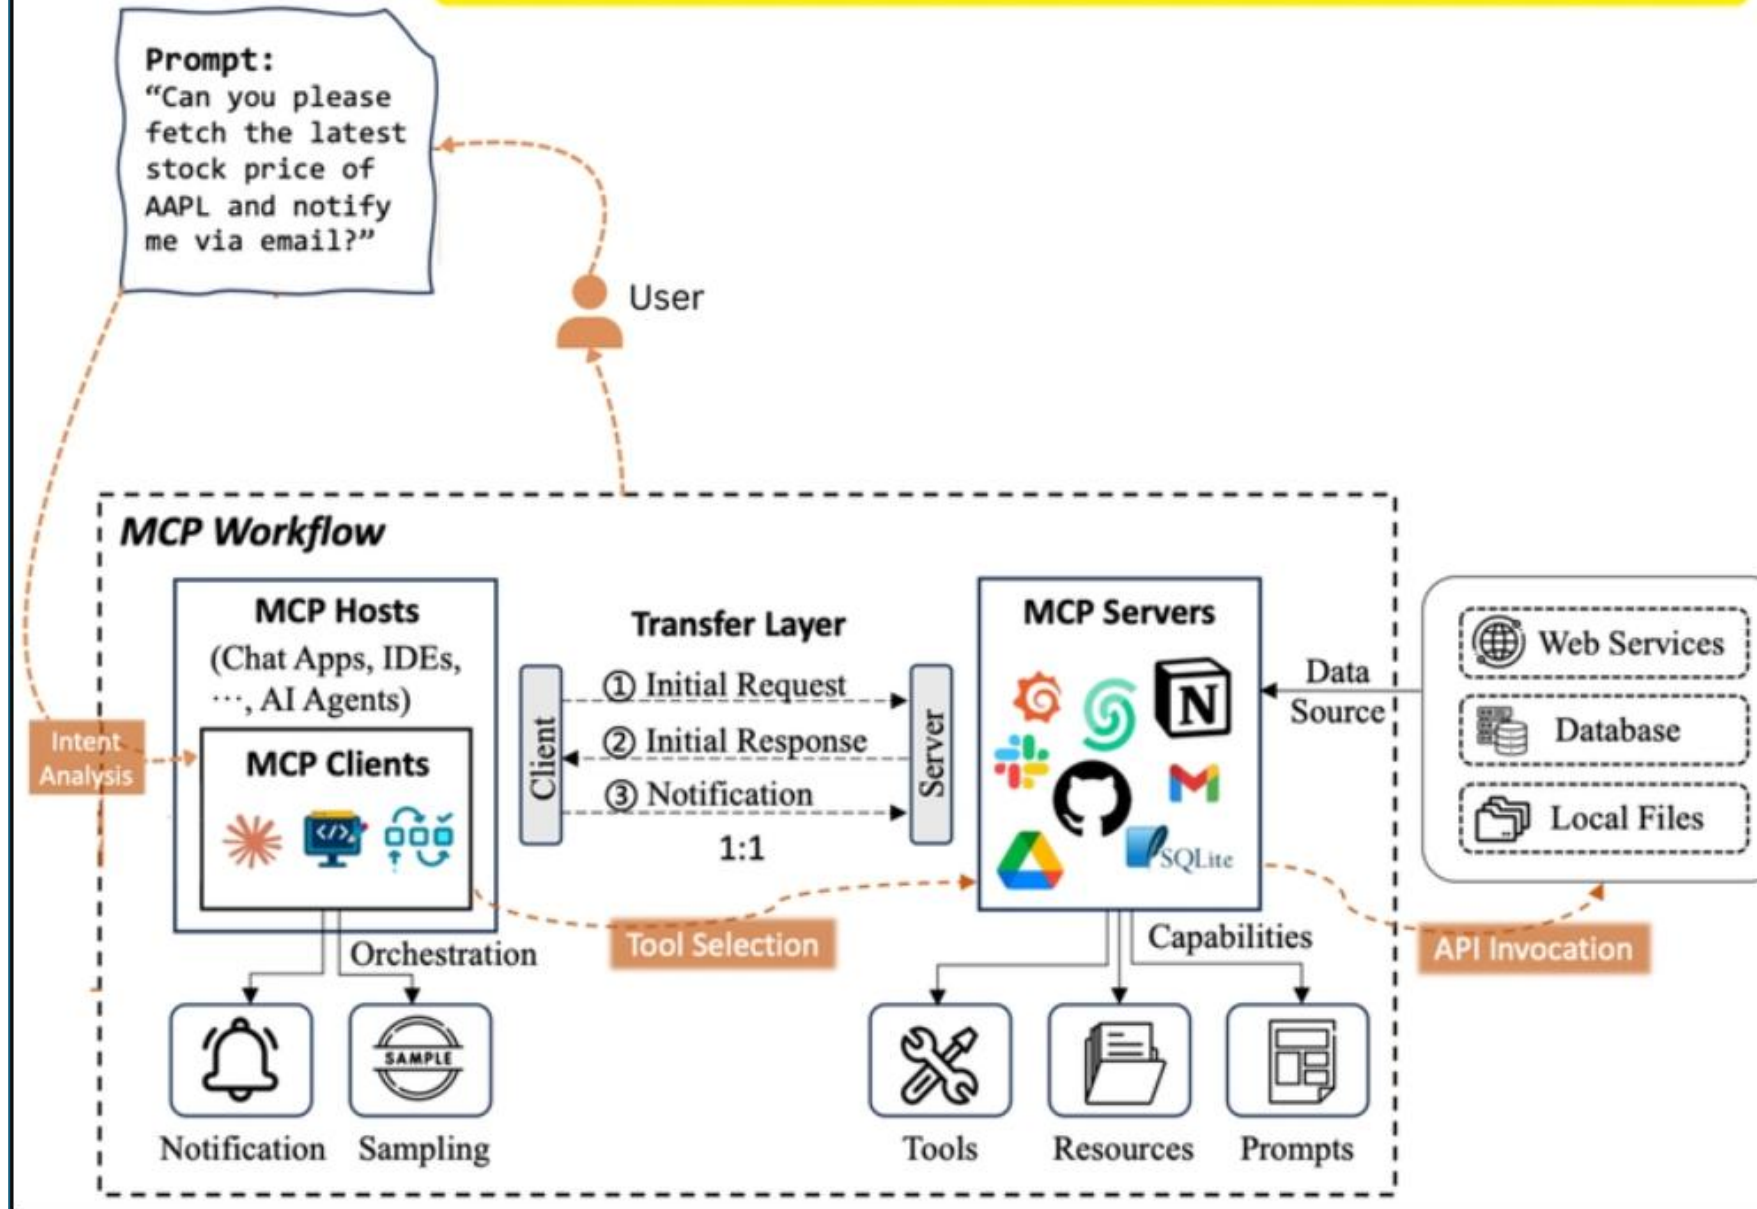 Prompt:
“Can you please
fetch the latest
stock price of
AAPL and notify
me via email?”
User
MCP Workflow
MCP Hosts
(Chat Apps, IDEs,
⋯, AI Agents)
MCP Clients
Intent
Analysis
Transfer Layer
Client
① Initial Request
② Initial Response
③ Notification
1:1
Server
MCP Servers
N
SQLite
Data
Source
Web Services
Database
Local Files
Tool Selection
API Invocation
Orchestration
Capabilities
SAMPLE
Notification
Sampling
Tools
Resources
Prompts